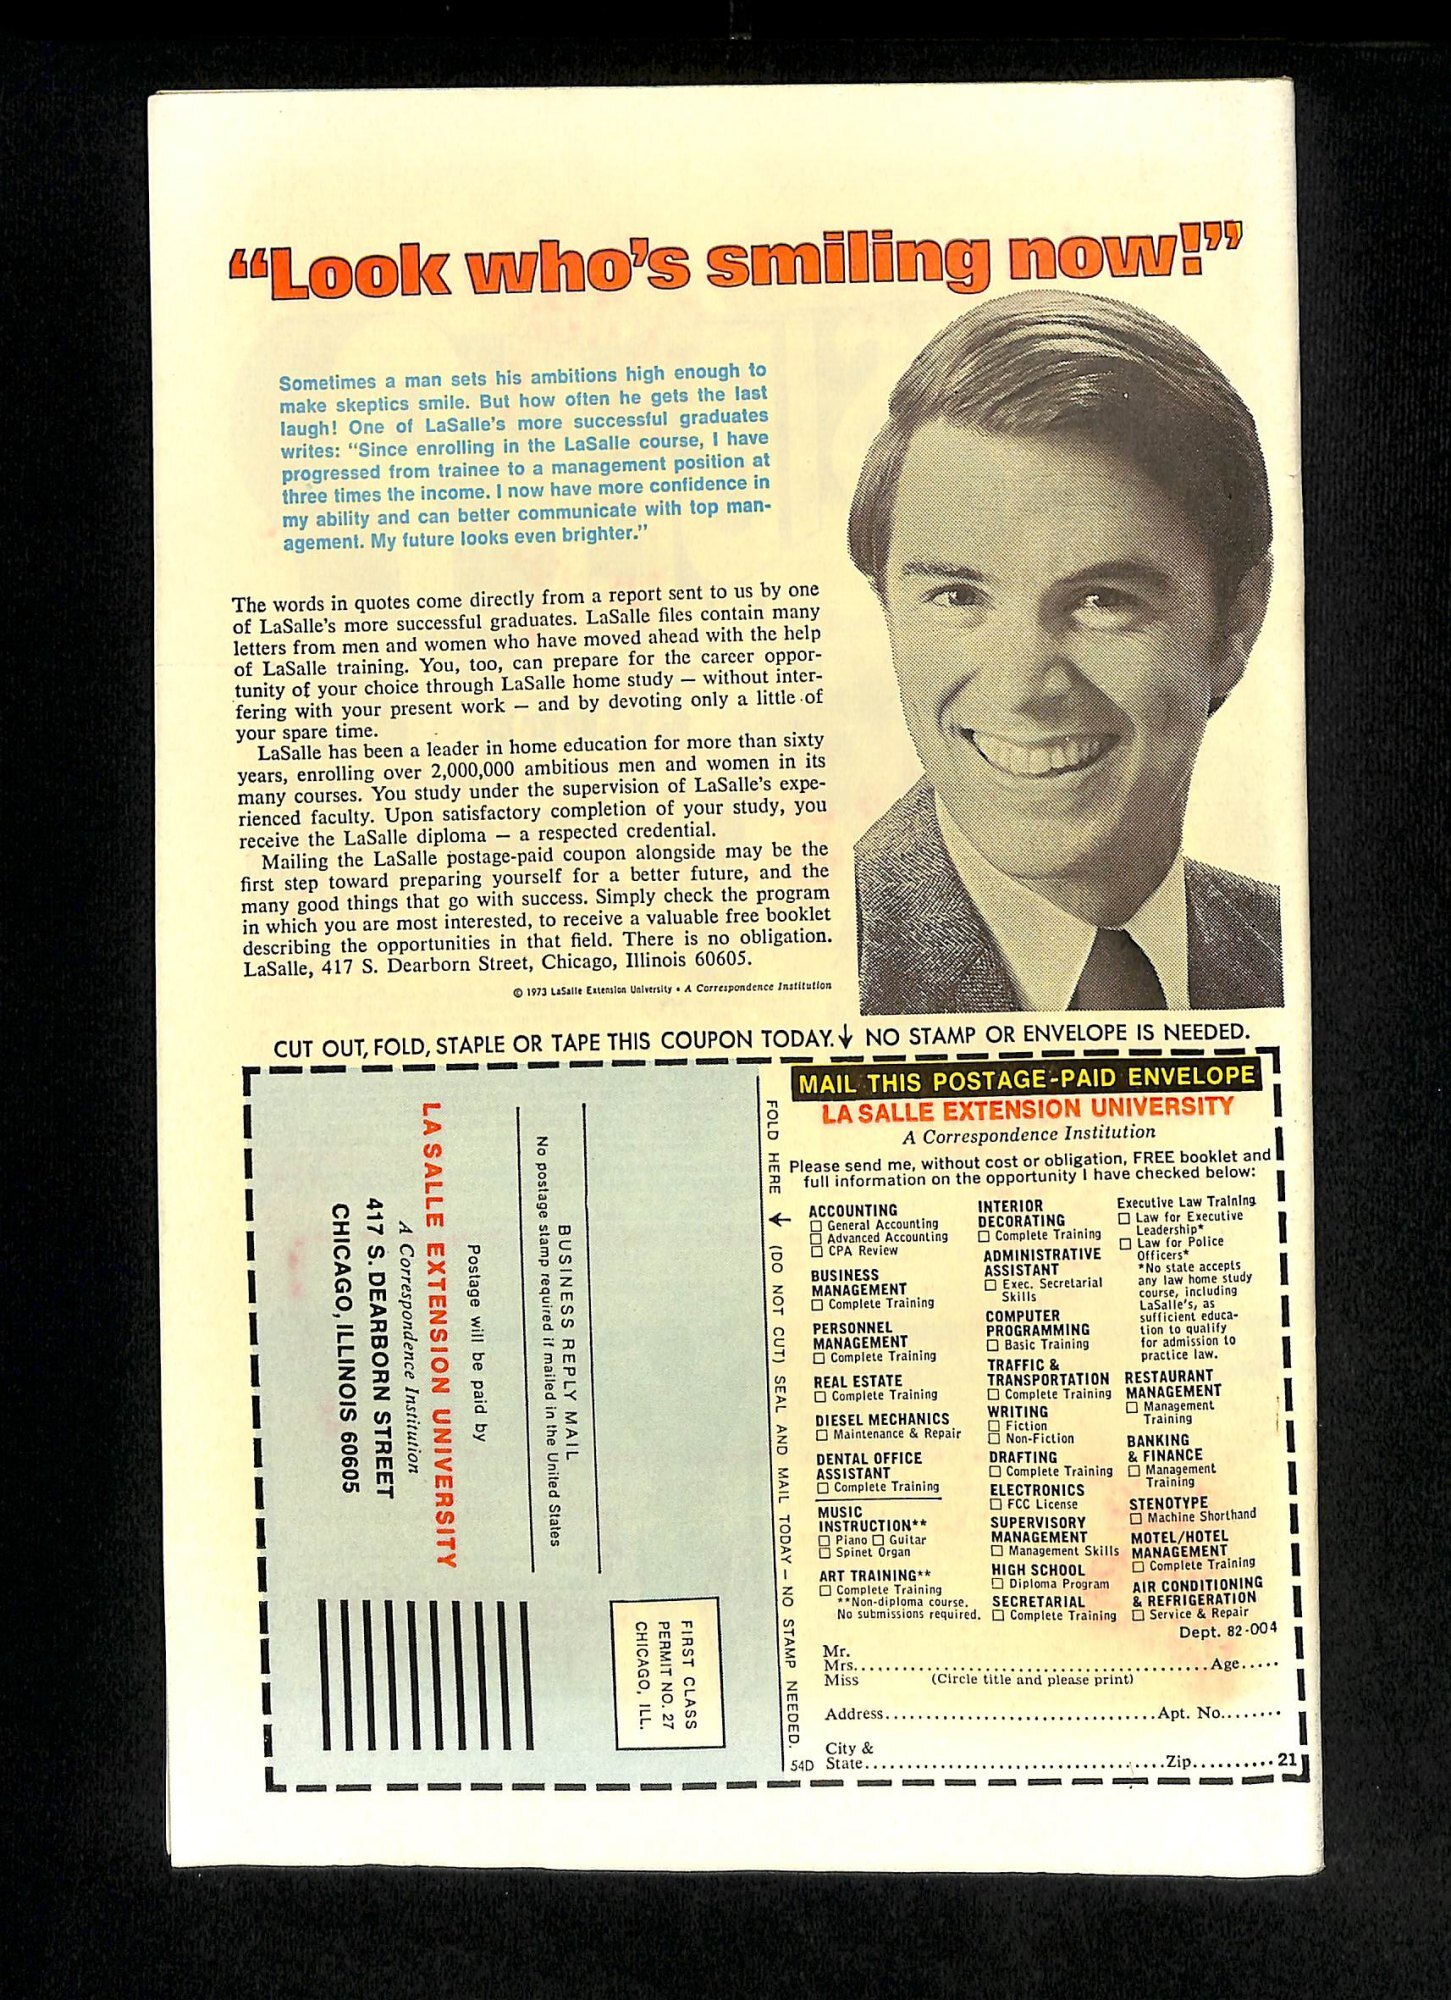 “Look who’s smiling now!”
Sometimes a man sets his ambitions high enough to
make skeptics smile. But how often he gets the last
laugh! One of LaSalle’s more successful graduates
writes: “Since enrolling in the LaSalle course, I have
progressed from trainee to a management position at
three times the income. I now have more confidence in
my ability and can better communicate with top man-
agement. My future looks even brighter.”
The words in quotes come directly from a report sent to us by one
of LaSalle’s more successful graduates. LaSalle files contain many
letters from men and women who have moved ahead with the help
of LaSalle training. You, too, can prepare for the career oppor-
tunity of your choice through LaSalle home study — without inter-
fering with your present work — and by devoting only a little of
your spare time.
LaSalle has been a leader in home education for more than sixty
years, enrolling over 2,000,000 ambitious men and women in its
many courses. You study under the supervision of LaSalle’s expe-
rienced faculty. Upon satisfactory completion of your study, you
receive the LaSalle diploma — a respected credential.
Mailing the LaSalle postage-paid coupon alongside may be the
first step toward preparing yourself for a better future, and the
many good things that go with success. Simply check the program
in which you are most interested, to receive a valuable free booklet
describing the opportunities in that field. There is no obligation.
LaSalle, 417 S. Dearborn Street, Chicago, Illinois 60605.
© 1973 LaSalle Extension University • A Correspondence Institution
CUT OUT, FOLD, STAPLE OR TAPE THIS COUPON TODAY.↓ NO STAMP OR ENVELOPE IS NEEDED.
FIRST CLASS
PERMIT NO. 27
CHICAGO, ILL.
BUSINESS REPLY MAIL
No postage stamp required if mailed in the United States
Postage will be paid by
LA SALLE EXTENSION UNIVERSITY
A Correspondence Institution
417 S. DEARBORN STREET
CHICAGO, ILLINOIS 60605
FOLD HERE ↓ (DO NOT CUT) SEAL AND MAIL TODAY — NO STAMP NEEDED.
MAIL THIS POSTAGE-PAID ENVELOPE
LA SALLE EXTENSION UNIVERSITY
A Correspondence Institution
Please send me, without cost or obligation, FREE booklet and
full information on the opportunity I have checked below:
ACCOUNTING
☐ General Accounting
☐ Advanced Accounting
☐ CPA Review
BUSINESS
MANAGEMENT
☐ Complete Training
PERSONNEL
MANAGEMENT
☐ Complete Training
REAL ESTATE
☐ Complete Training
DIESEL MECHANICS
☐ Maintenance & Repair
DENTAL OFFICE
ASSISTANT
☐ Complete Training
MUSIC
INSTRUCTION**
☐ Piano ☐ Guitar
☐ Spinet Organ
ART TRAINING**
☐ Complete Training
**Non-diploma course.
No submissions required.
INTERIOR
DECORATING
☐ Complete Training
ADMINISTRATIVE
ASSISTANT
☐ Exec. Secretarial
Skills
COMPUTER
PROGRAMMING
☐ Basic Training
TRAFFIC &
TRANSPORTATION
☐ Complete Training
WRITING
☐ Fiction
☐ Non-Fiction
DRAFTING
☐ Complete Training
ELECTRONICS
☐ FCC License
SUPERVISORY
MANAGEMENT
☐ Management Skills
HIGH SCHOOL
☐ Diploma Program
SECRETARIAL
☐ Complete Training
Executive Law Training
☐ Law for Executive
Leadership*
☐ Law for Police
Officers*
*No state accepts
any law home study
course, including
LaSalle’s, as
sufficient educa-
tion to qualify
for admission to
practice law.
RESTAURANT
MANAGEMENT
☐ Management
Training
BANKING
& FINANCE
☐ Management
Training
STENOTYPE
☐ Machine Shorthand
MOTEL/HOTEL
MANAGEMENT
☐ Complete Training
AIR CONDITIONING
& REFRIGERATION
☐ Service & Repair
Dept. 82-004
Mr.
Mrs.............................................Age.....
Miss (Circle title and please print)
Address...............................Apt. No........
City &
54D State..................................Zip..........21